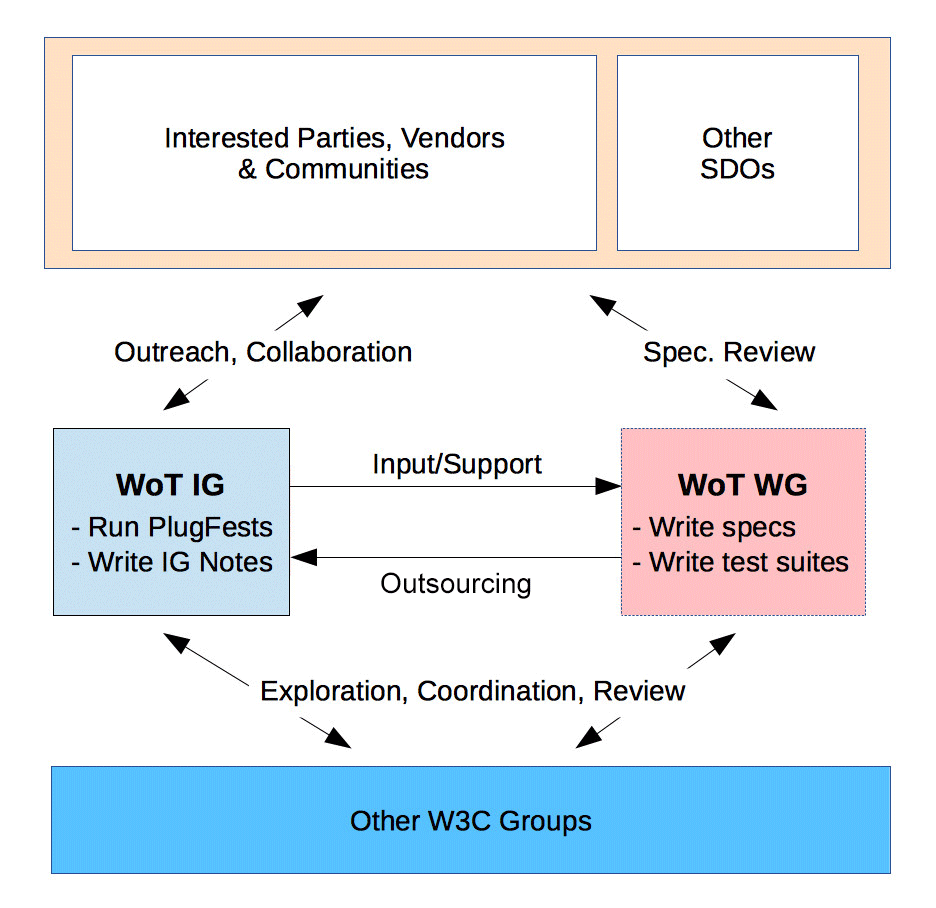 Interested Parties, Vendors
& Communities
Other
SDOs
Outreach, Collaboration
Spec. Review
WoT IG
- Run PlugFests
- Write IG Notes
Input/Support
Outsourcing
WoT WG
- Write specs
- Write test suites
Exploration, Coordination, Review
Other W3C Groups